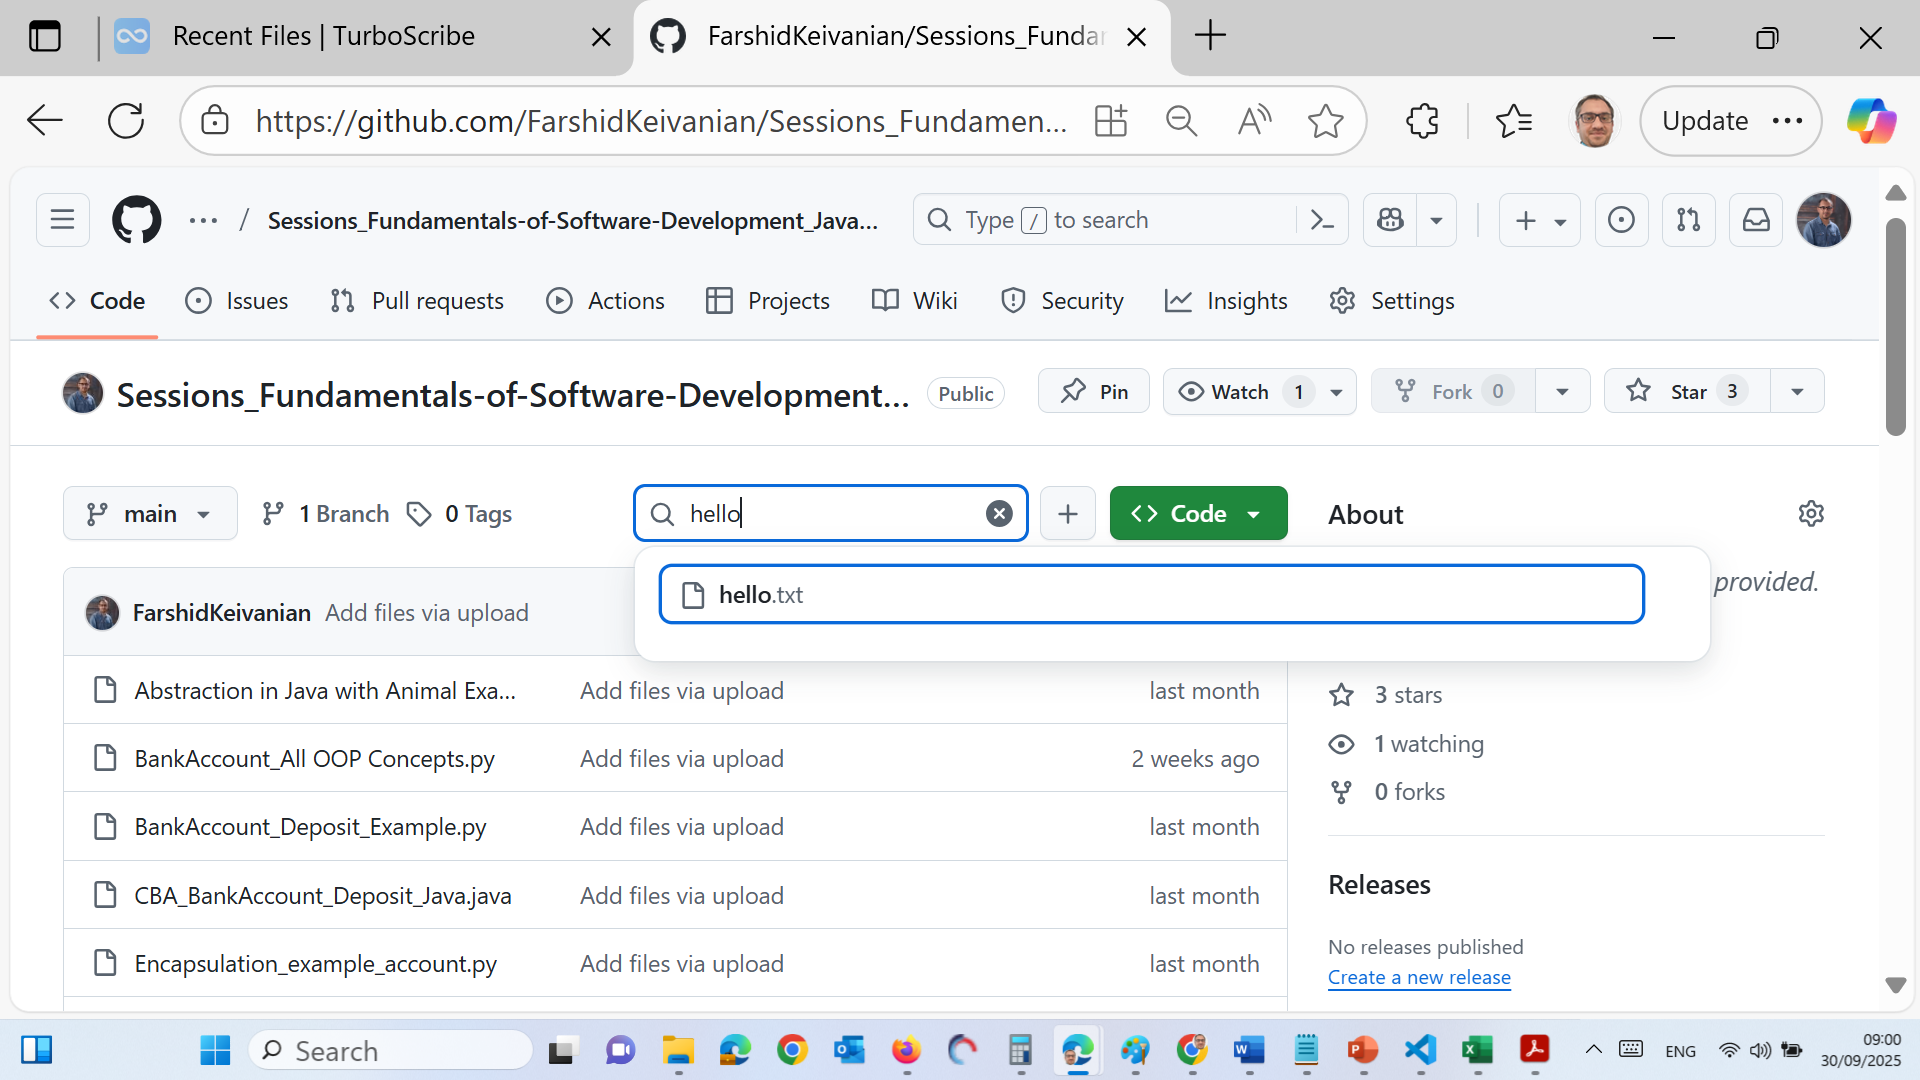 Recent Files | TurboScribe
FarshidKeivanian/Sessions_Fundar
https://github.com/FarshidKeivanian/Sessions_Fundamen...
Update
... / Sessions_Fundamentals-of-Software-Development_Java...
Type / to search
Code
Issues
Pull requests
Actions
Projects
Wiki
Security
Insights
Settings
Sessions_Fundamentals-of-Software-Development...
Public
Pin
Watch 1
Fork 0
Star 3
main
1 Branch
0 Tags
hello
Code
About
hello.txt
provided.
FarshidKeivanian Add files via upload
Abstraction in Java with Animal Exa... Add files via upload last month
3 stars
BankAccount_All OOP Concepts.py Add files via upload 2 weeks ago
1 watching
0 forks
BankAccount_Deposit_Example.py Add files via upload last month
CBA_BankAccount_Deposit_Java.java Add files via upload last month
Releases
Encapsulation_example_account.py Add files via upload last month
No releases published
Create a new release
Search
ENG
09:00
30/09/2025